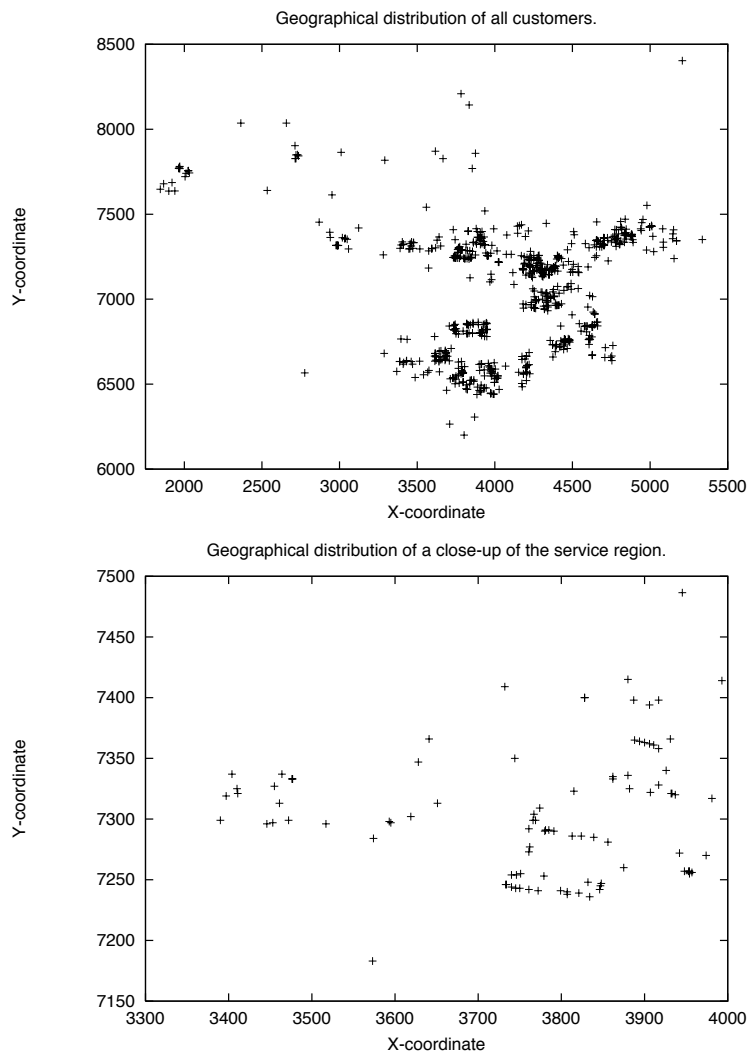 Geographical distribution of all customers.
8500
8000
7500
7000
6500
6000
Y-coordinate
2000 2500 3000 3500 4000 4500 5000 5500
X-coordinate
Geographical distribution of a close-up of the service region.
7500
7450
7400
7350
7300
7250
7200
7150
Y-coordinate
3300 3400 3500 3600 3700 3800 3900 4000
X-coordinate